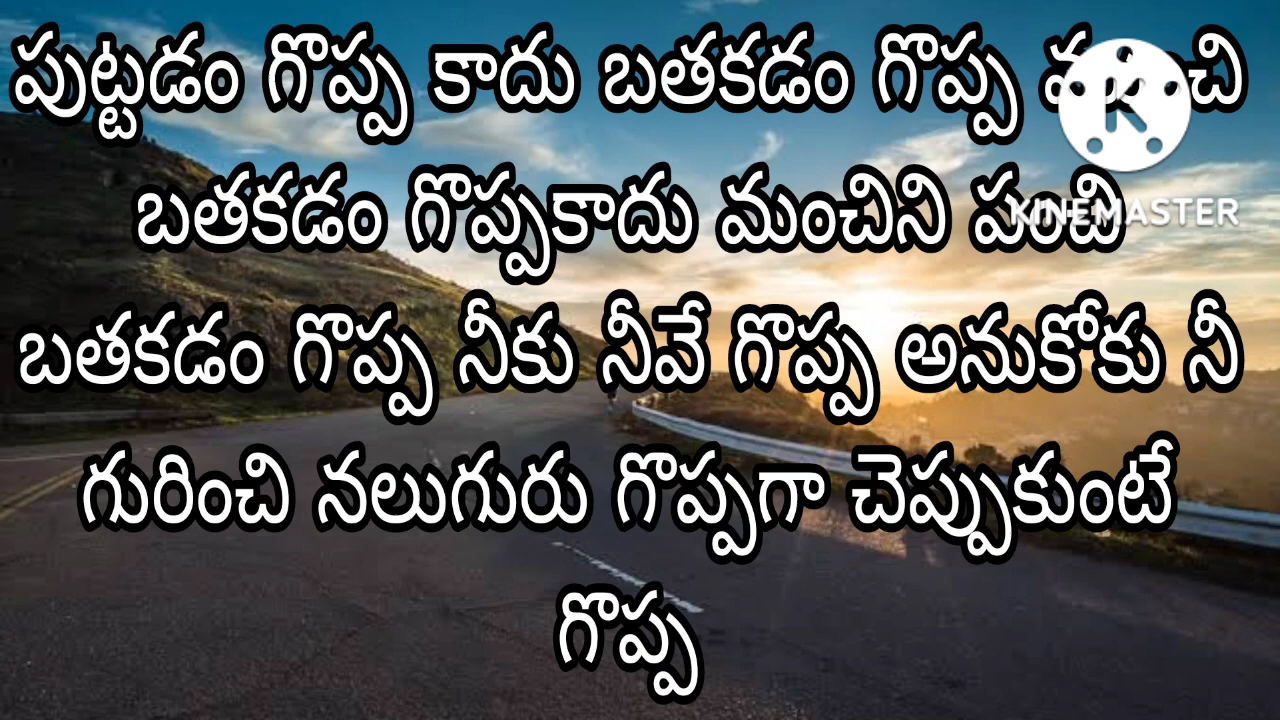 పుట్టడం గొప్ప కాదు బతకడం గొప్ప
బతకడం గొప్పకాదు మంచిని పంచి
KINEMASTER
బతకడం గొప్ప నీకు నీవే గొప్ప అనుకోకు నీ
గురించి నలుగురు గొప్పగా చెప్పుకుంటే
గొప్ప